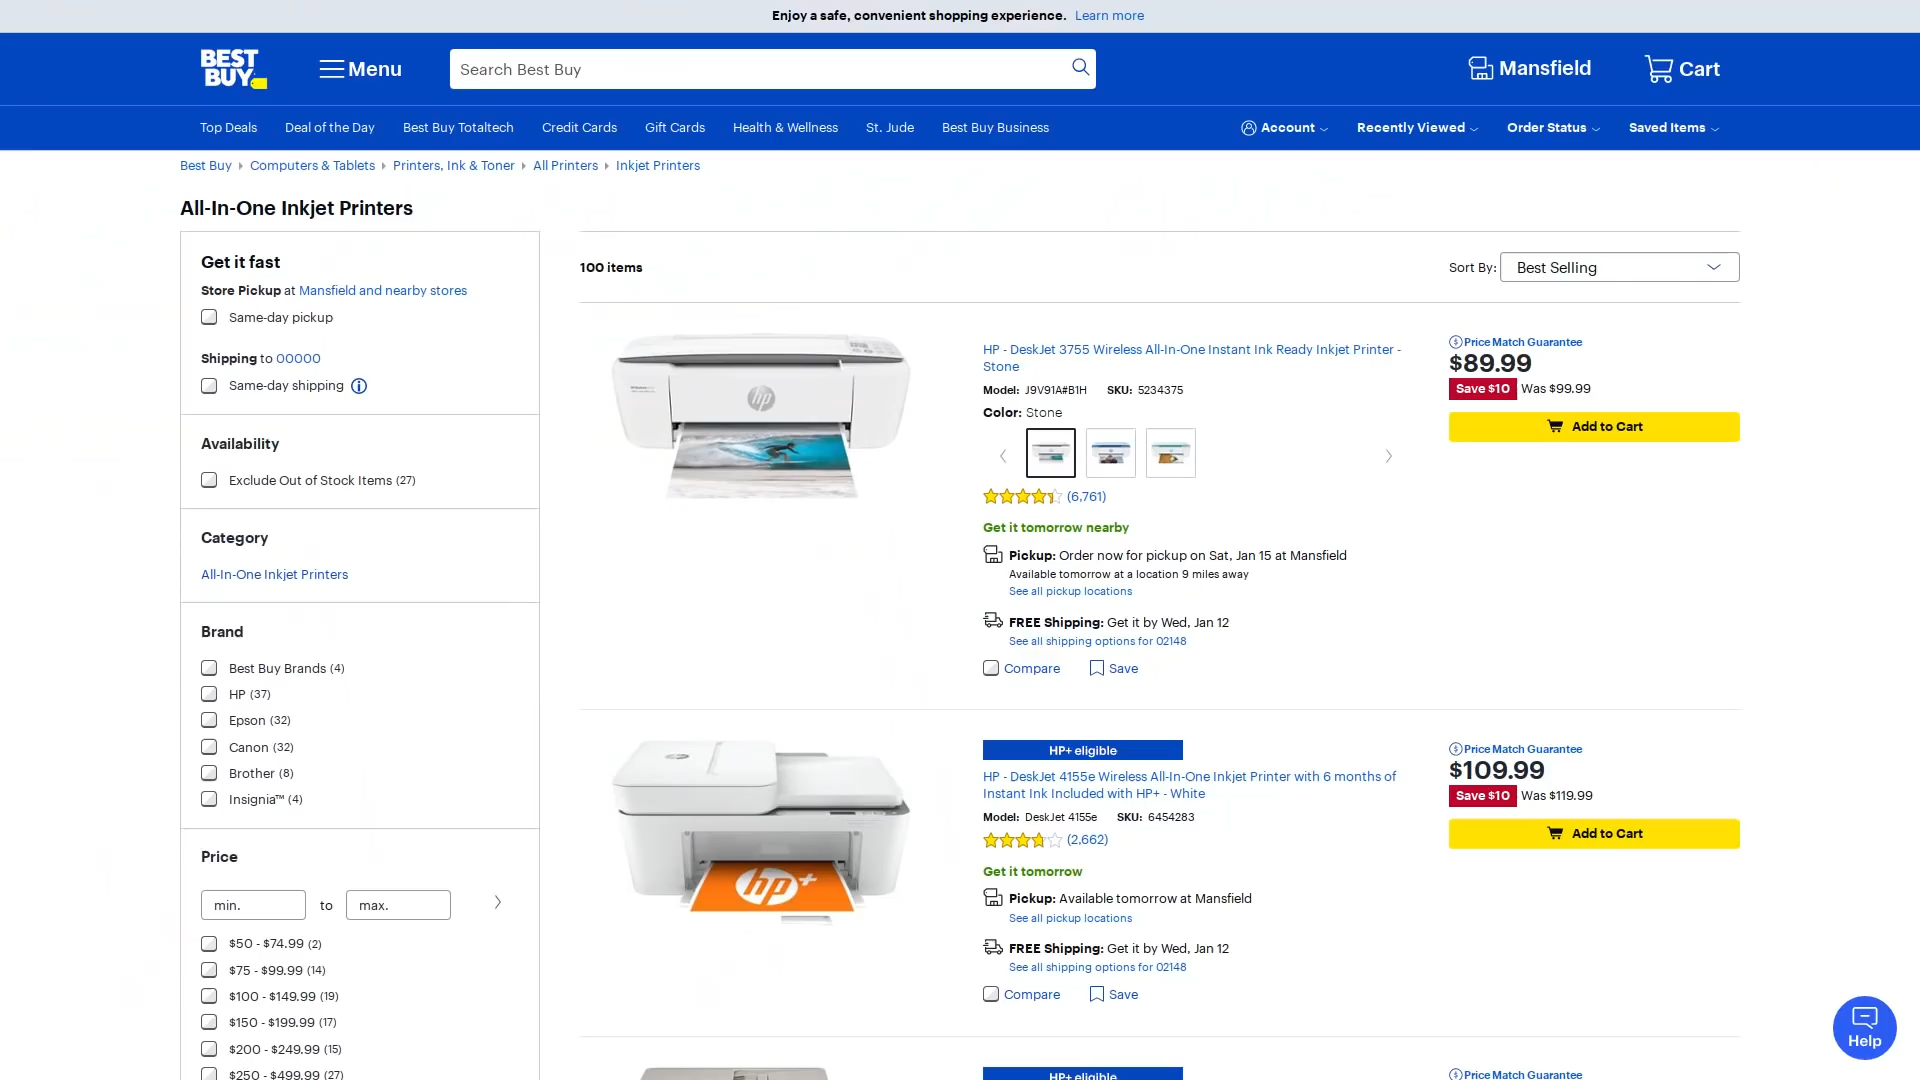 Enjoy a safe, convenient shopping experience. Learn more
BEST BUY
Menu
Search Best Buy
Mansfield
Cart
Top Deals
Deal of the Day
Best Buy Totaltech
Credit Cards
Gift Cards
Health & Wellness
St. Jude
Best Buy Business
Account
Recently Viewed
Order Status
Saved Items
Best Buy
Computers & Tablets
Printers, Ink & Toner
All Printers
Inkjet Printers
All-In-One Inkjet Printers
Get it fast
Store Pickup at Mansfield and nearby stores
Same-day pickup
Shipping to 00000
Same-day shipping
Availability
Exclude Out of Stock Items (27)
Category
All-In-One Inkjet Printers
Brand
Best Buy Brands (4)
HP (37)
Epson (32)
Canon (32)
Brother (8)
Insignia™ (4)
Price
min. to max.
$50 - $74.99 (2)
$75 - $99.99 (14)
$100 - $149.99 (19)
$150 - $199.99 (17)
$200 - $249.99 (15)
$250 - $499.99 (27)
100 items
Sort By: Best Selling
hp
HP - DeskJet 3755 Wireless All-In-One Instant Ink Ready Inkjet Printer -
Stone
Model: J9V91A#B1H SKU: 5234375
Color: Stone
(6,761)
Get it tomorrow nearby
Pickup: Order now for pickup on Sat, Jan 15 at Mansfield
Available tomorrow at a location 9 miles away
See all pickup locations
FREE Shipping: Get it by Wed, Jan 12
See all shipping options for 02148
Compare
Save
Price Match Guarantee
$89.99
Save $10 Was $99.99
Add to Cart
hp+
HP+ eligible
HP - DeskJet 4155e Wireless All-In-One Inkjet Printer with 6 months of
Instant Ink Included with HP+ - White
Model: DeskJet 4155e SKU: 6454283
(2,662)
Get it tomorrow
Pickup: Available tomorrow at Mansfield
See all pickup locations
FREE Shipping: Get it by Wed, Jan 12
See all shipping options for 02148
Compare
Save
Price Match Guarantee
$109.99
Save $10 Was $119.99
Add to Cart
HP+ eligible
Price Match Guarantee
Help